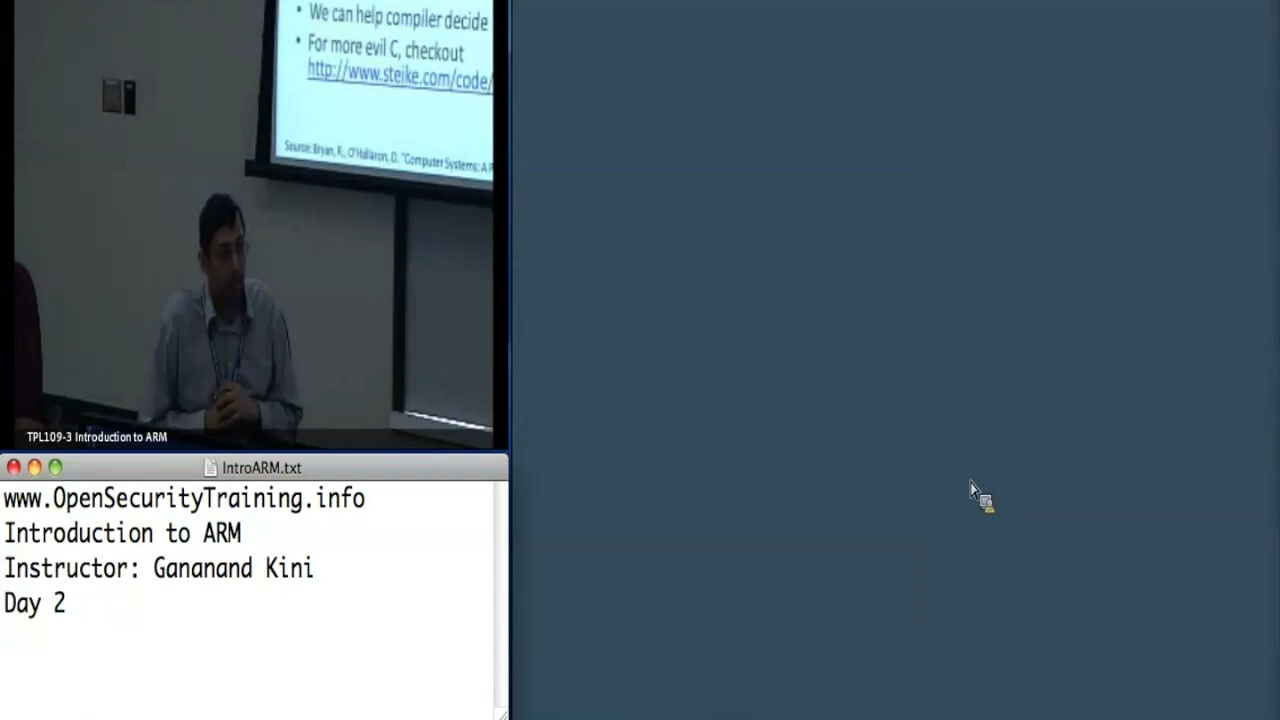 • We can help compiler decide
• For more evil C, checkout
http://www.steike.com/code/
Source: Bryan, R., O'Hallaron, D. "Computer Systems: A P
TPL109-3 Introduction to ARM
IntroARM.txt
www.OpenSecurityTraining.info
Introduction to ARM
Instructor: Gananand Kini
Day 2